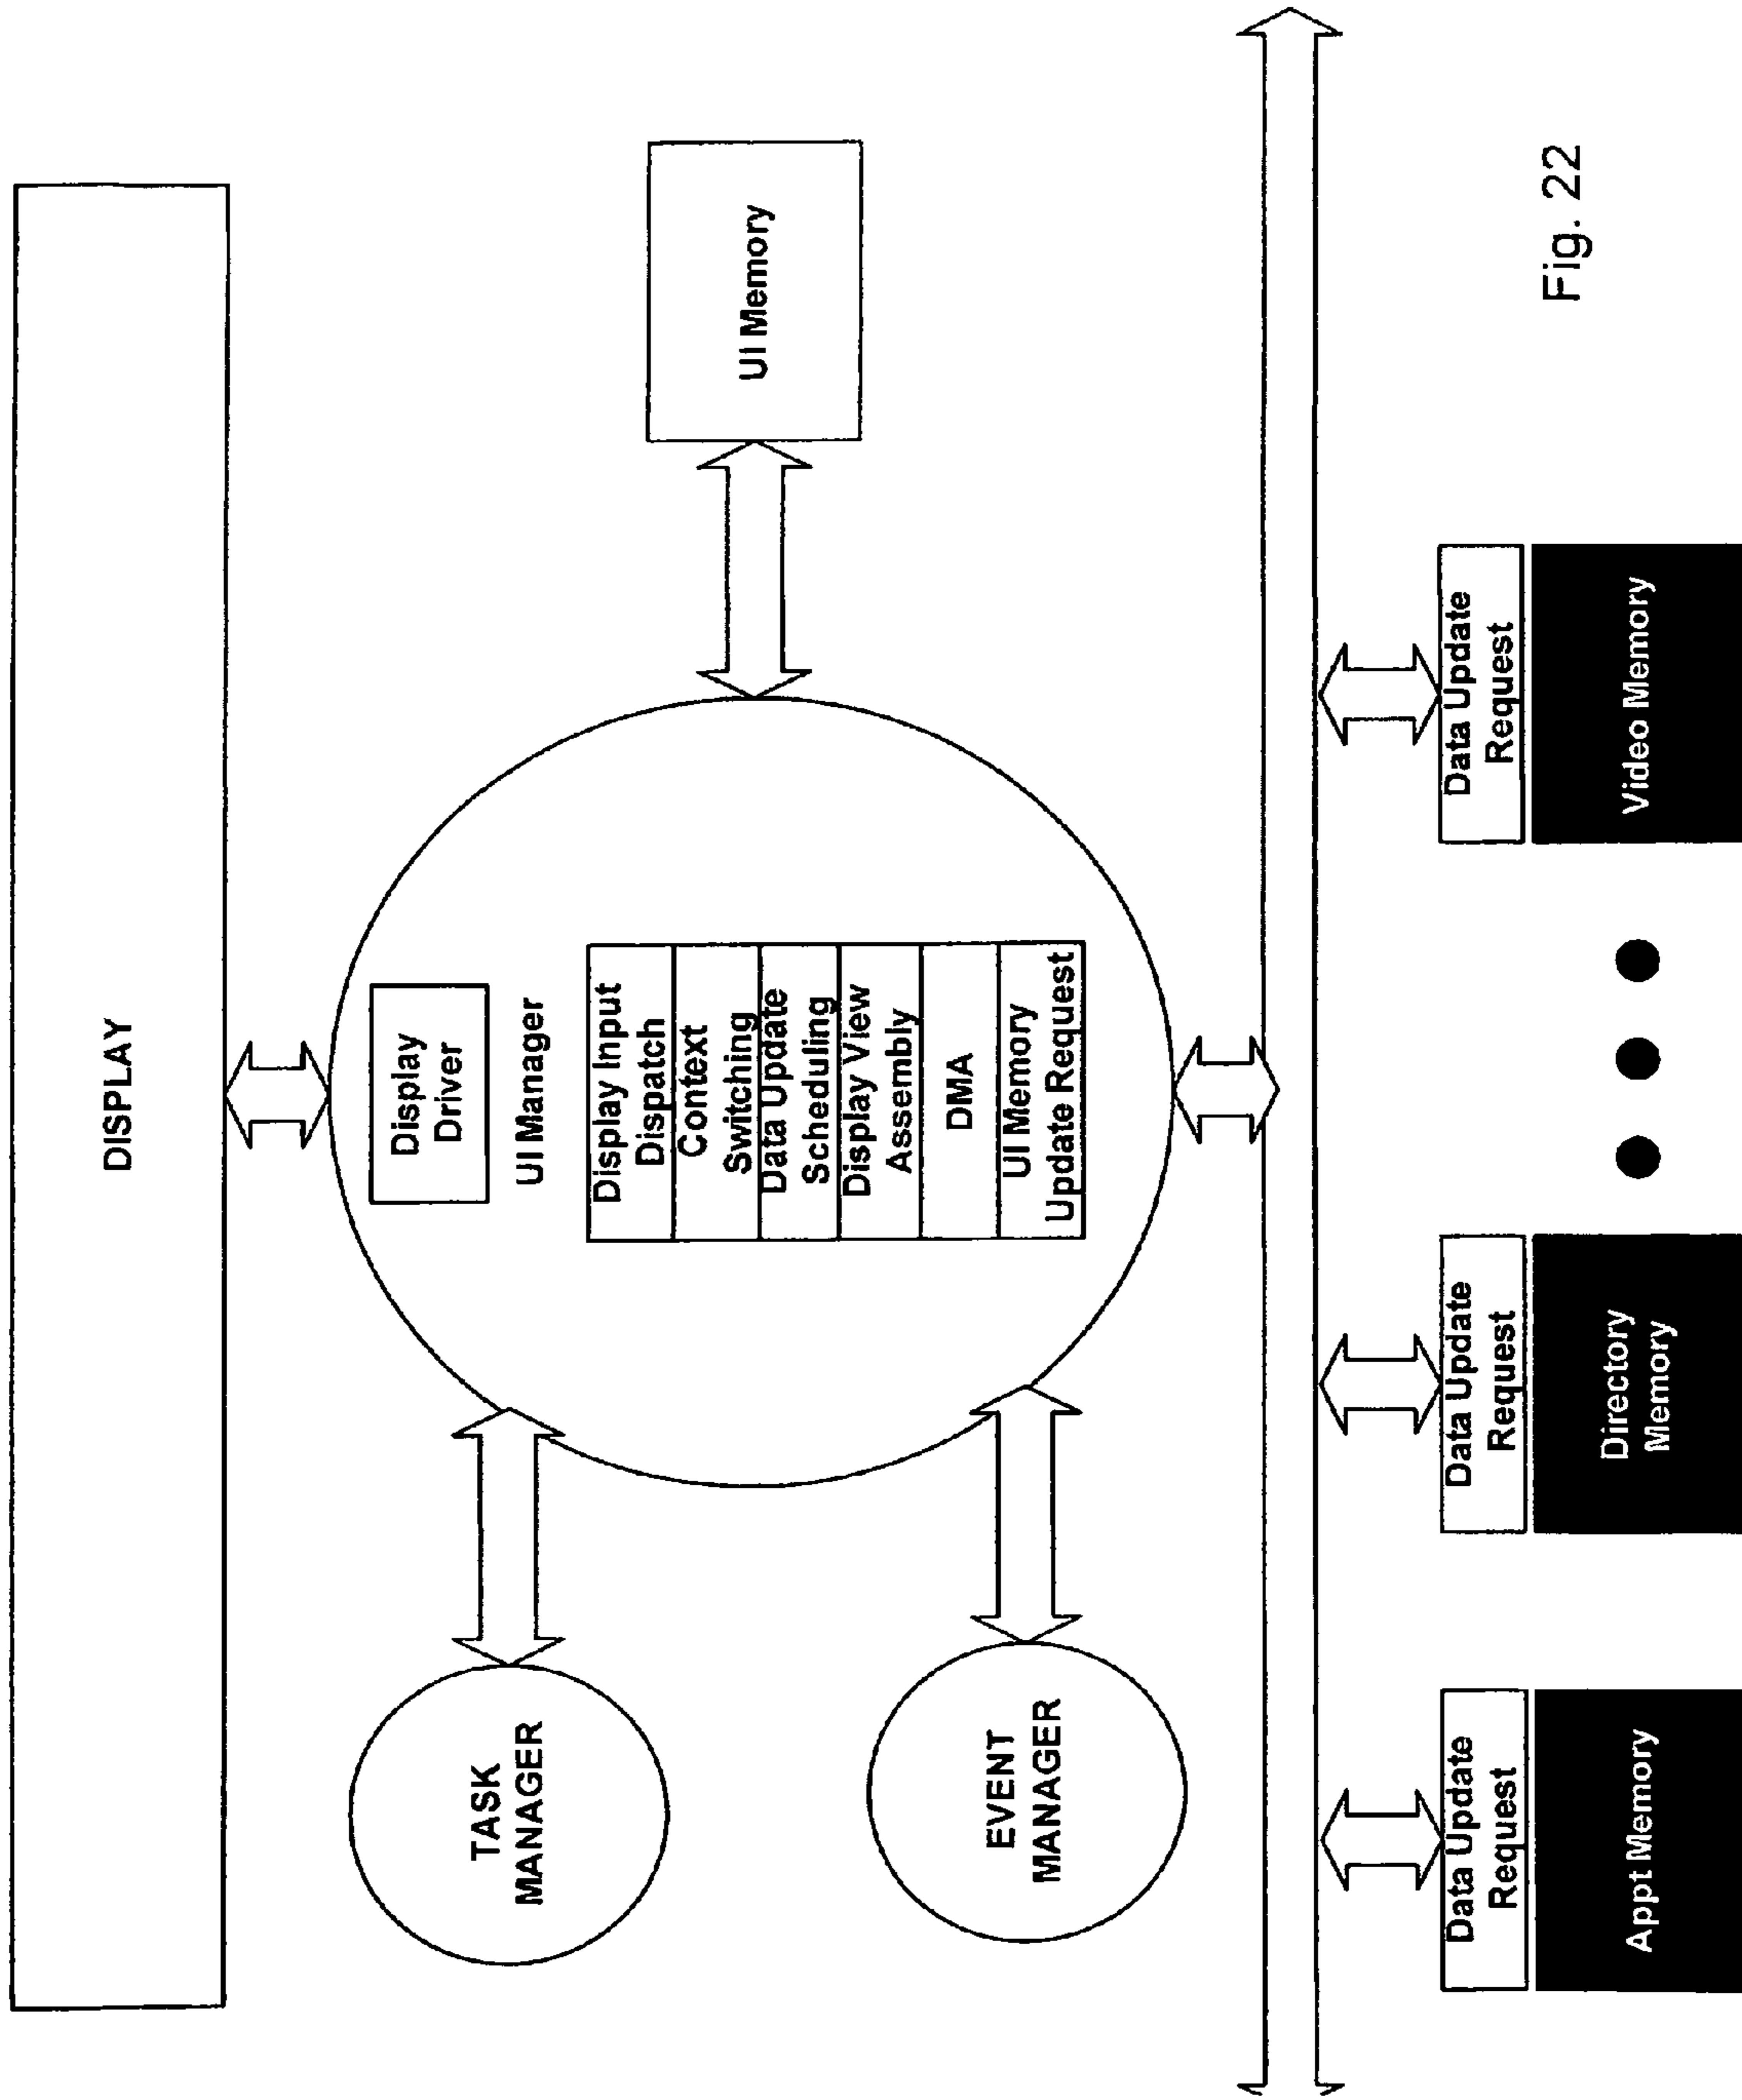 DISPLAY
Display
Driver
UI Manager
Display Input
Dispatch
Context
Switching
Data Update
Scheduling
Display View
Assembly
DMA
UI Memory
Update Request
TASK
MANAGER
EVENT
MANAGER
UI Memory
Data Update
Request
Appt Memory
Data Update
Request
Directory
Memory
Data Update
Request
Video Memory
Fig. 22